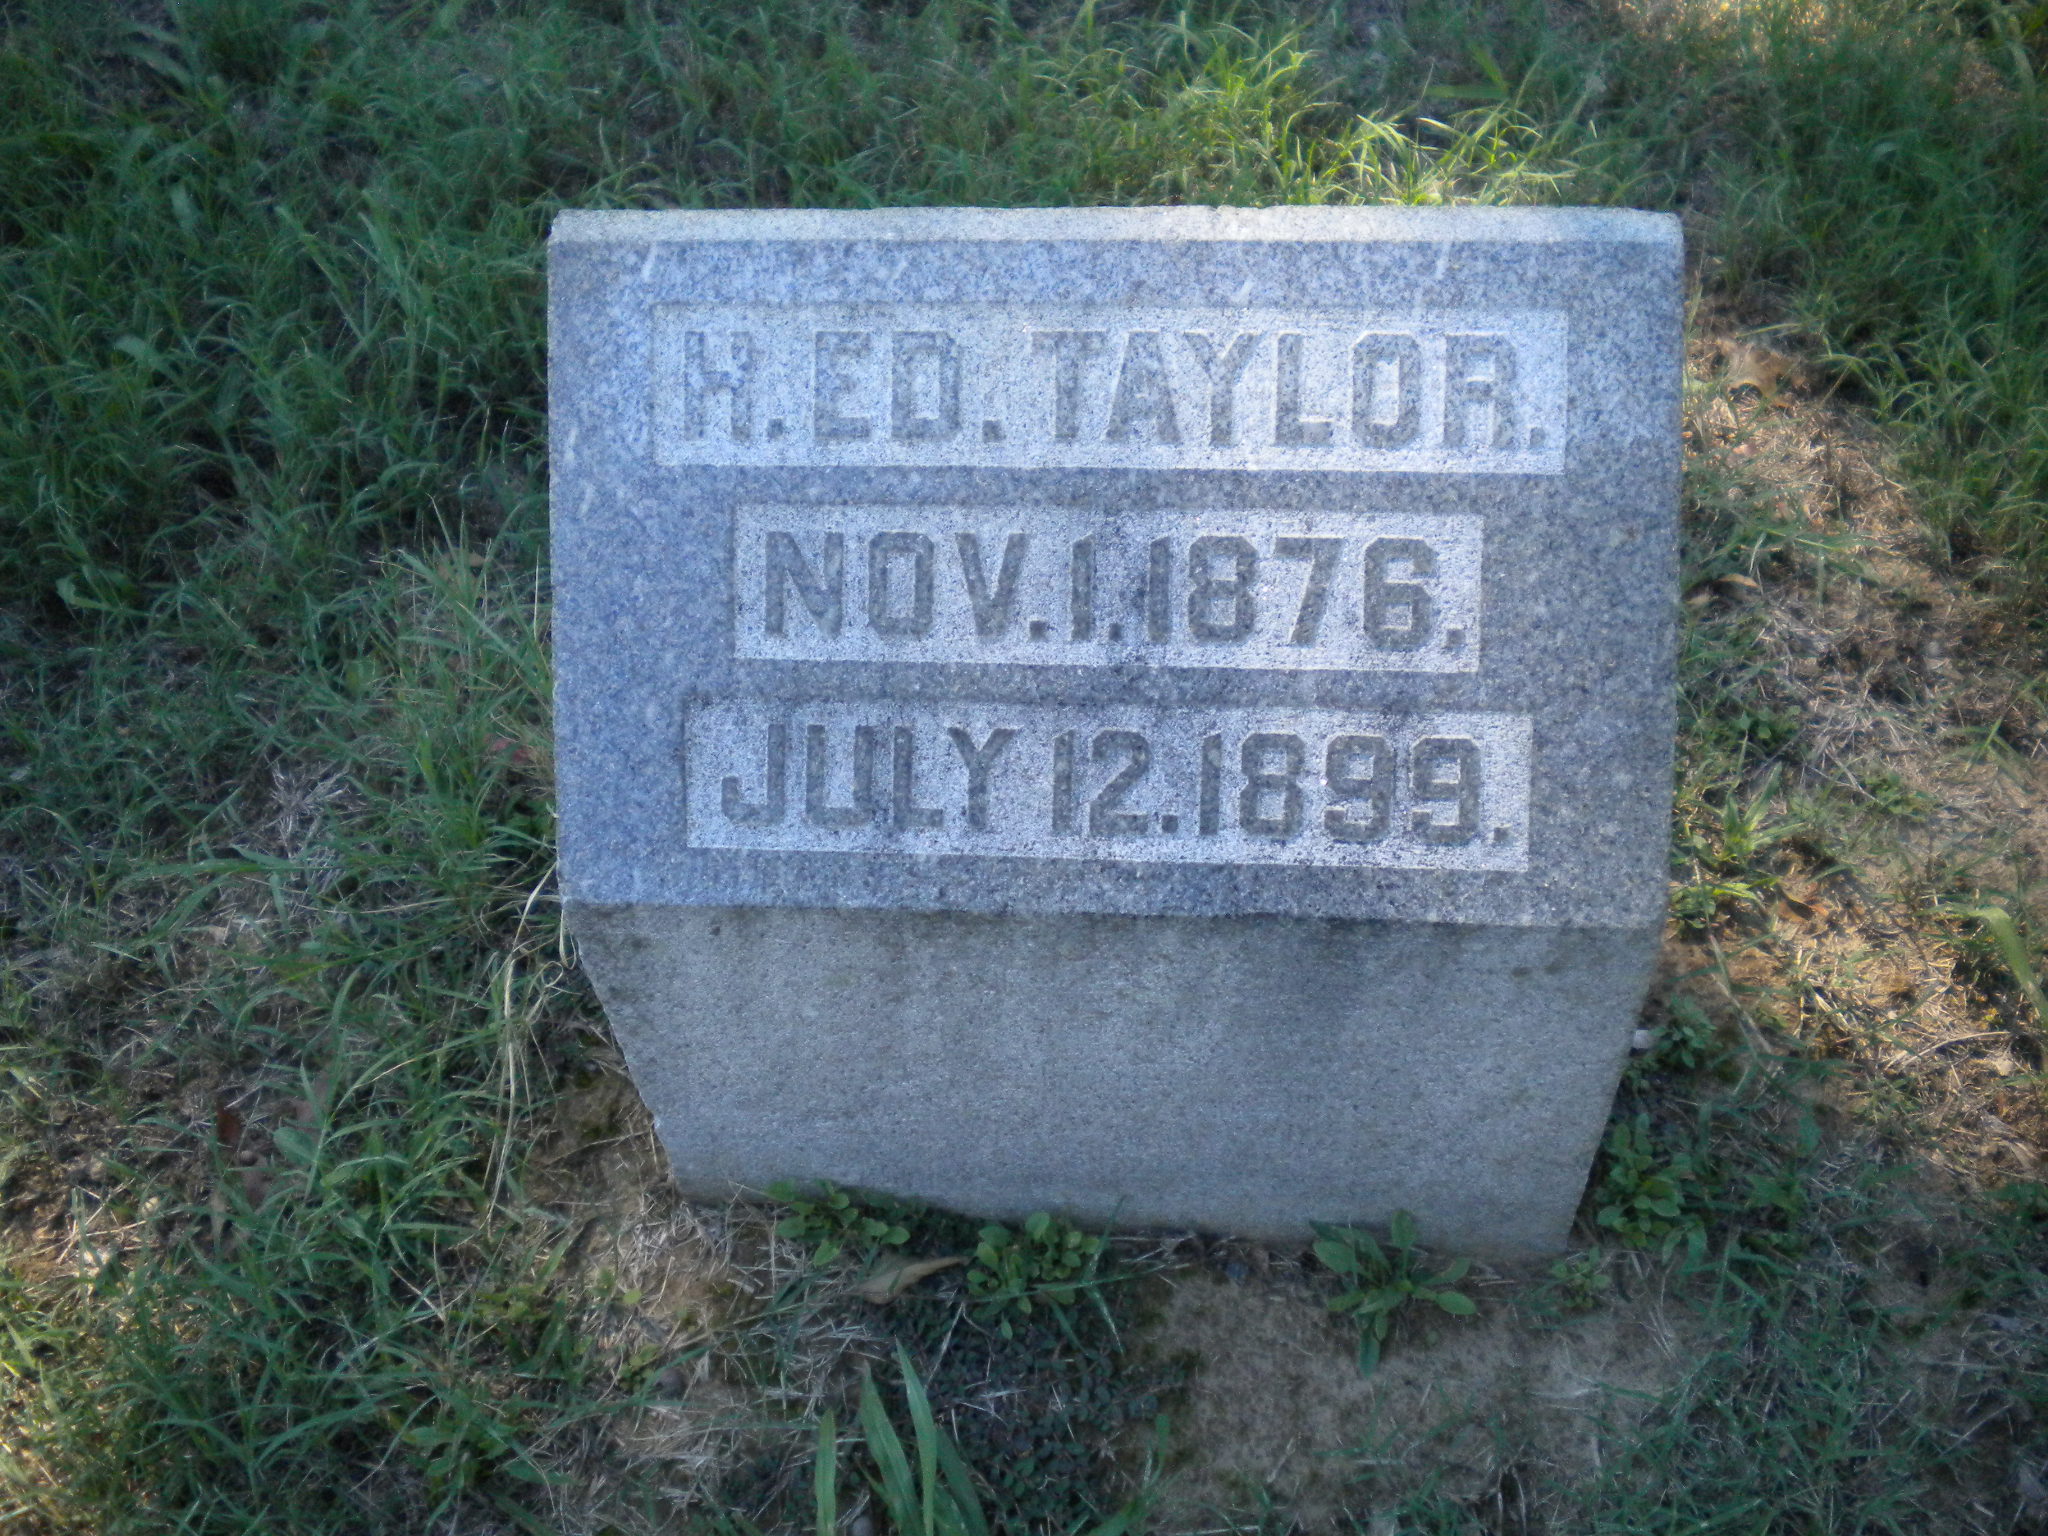 H. ED. TAYLOR.
NOV. 1. 1876.
JULY 12. 1899.